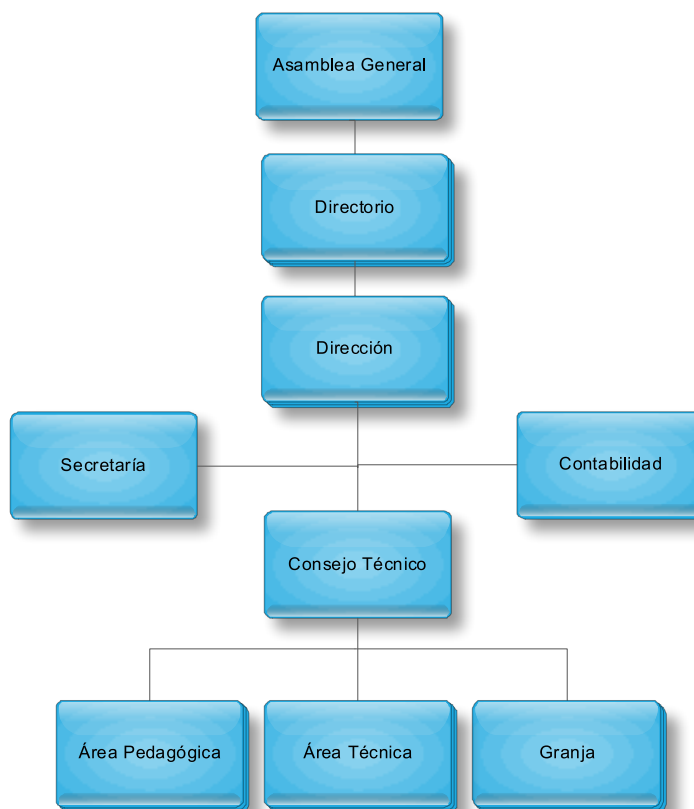 Asamblea General
Directorio
Dirección
Secretaría
Contabilidad
Consejo Técnico
Área Pedagógica
Área Técnica
Granja